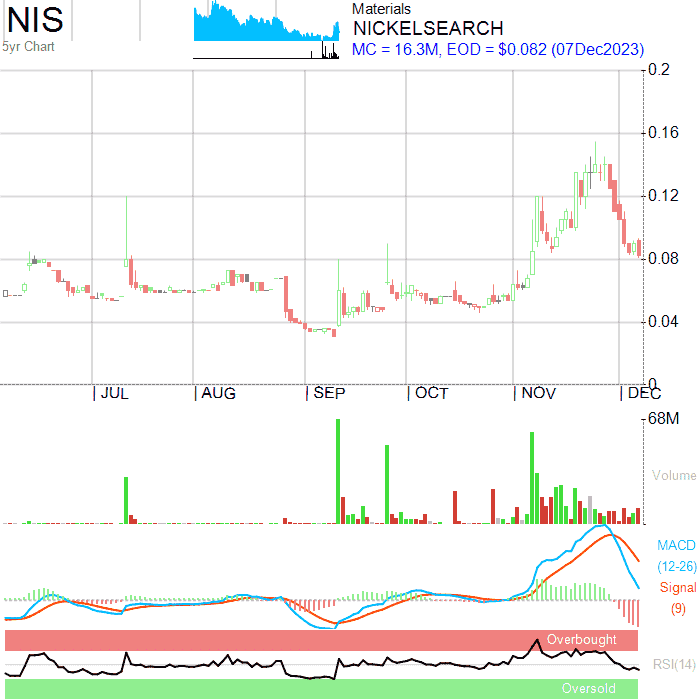 NIS
5yr Chart
Materials
NICKELSEARCH
MC = 16.3M, EOD = $0.082 (07Dec2023)
0.2
0.16
0.12
0.08
0.04
0
JUL AUG SEP OCT NOV DEC
68M
Volume
MACD
(12-26)
Signal
(9)
Overbought
RSI(14)
Oversold